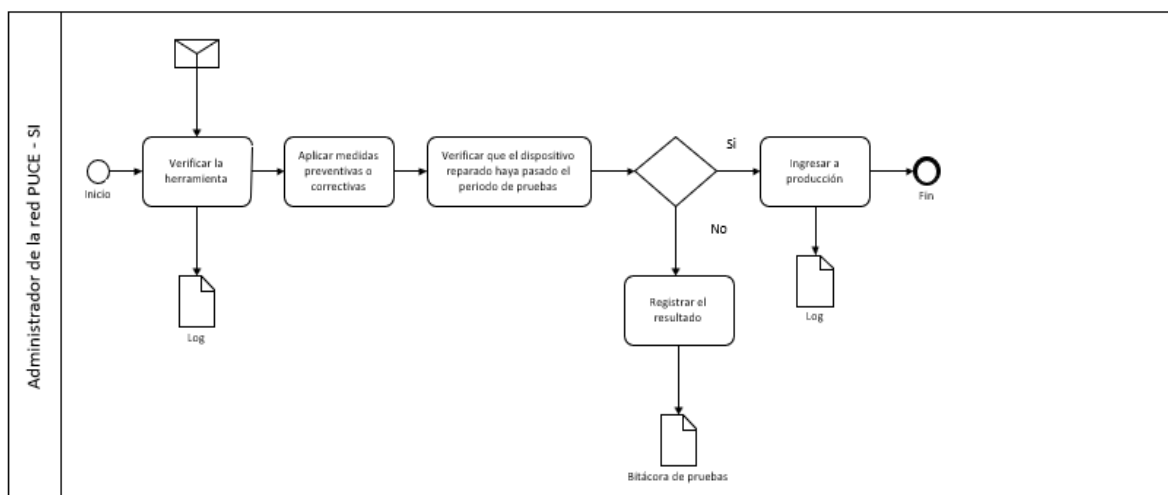 Administrador de la red PUCE - SI
Inicio
Verificar la
herramienta
Log
Aplicar medidas
preventivas o
correctivas
Verificar que el dispositivo
reparado haya pasado el
periodo de pruebas
Si
No
Registrar el
resultado
Bitácora de pruebas
Ingresar a
producción
Log
Fin